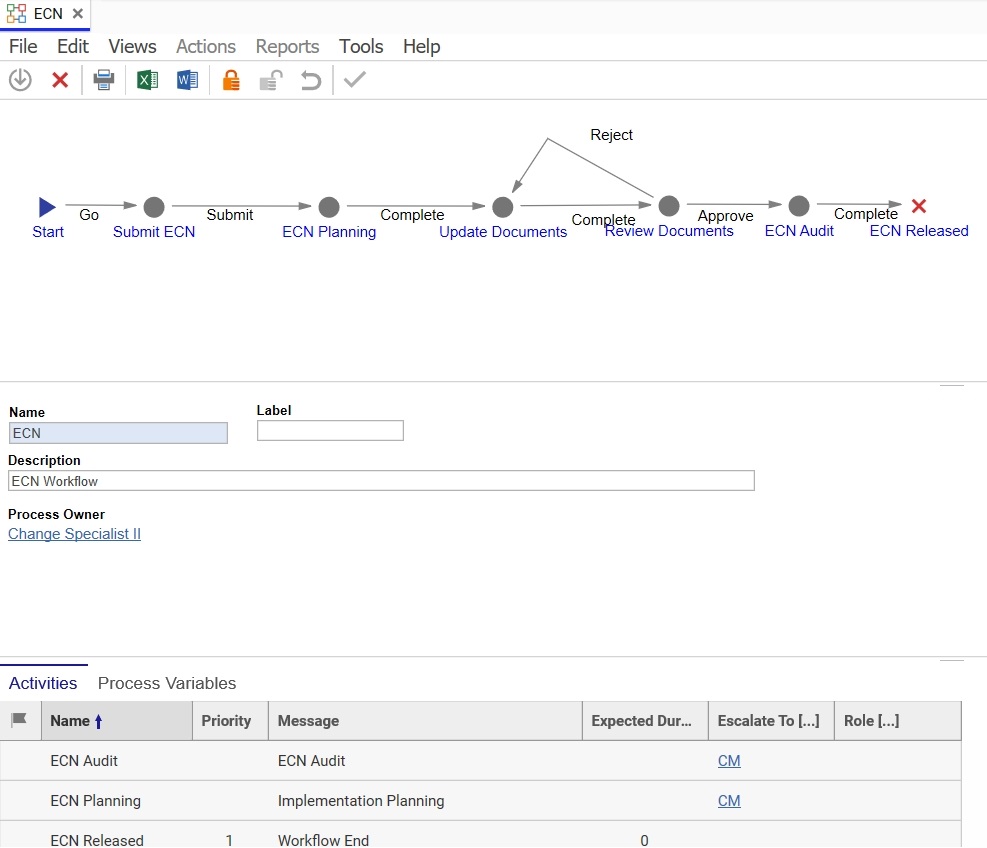 ECN
File Edit Views Actions Reports Tools Help
Reject
Go Submit Complete Complete Approve Complete
Start Submit ECN ECN Planning Update Documents Review Documents ECN Audit ECN Released
Name Label
ECN
Description
ECN Workflow
Process Owner
Change Specialist II
Activities Process Variables
Name Priority Message Expected Dur... Escalate To [...] Role [...]
ECN Audit ECN Audit CM
ECN Planning Implementation Planning CM
ECN Released 1 Workflow End 0